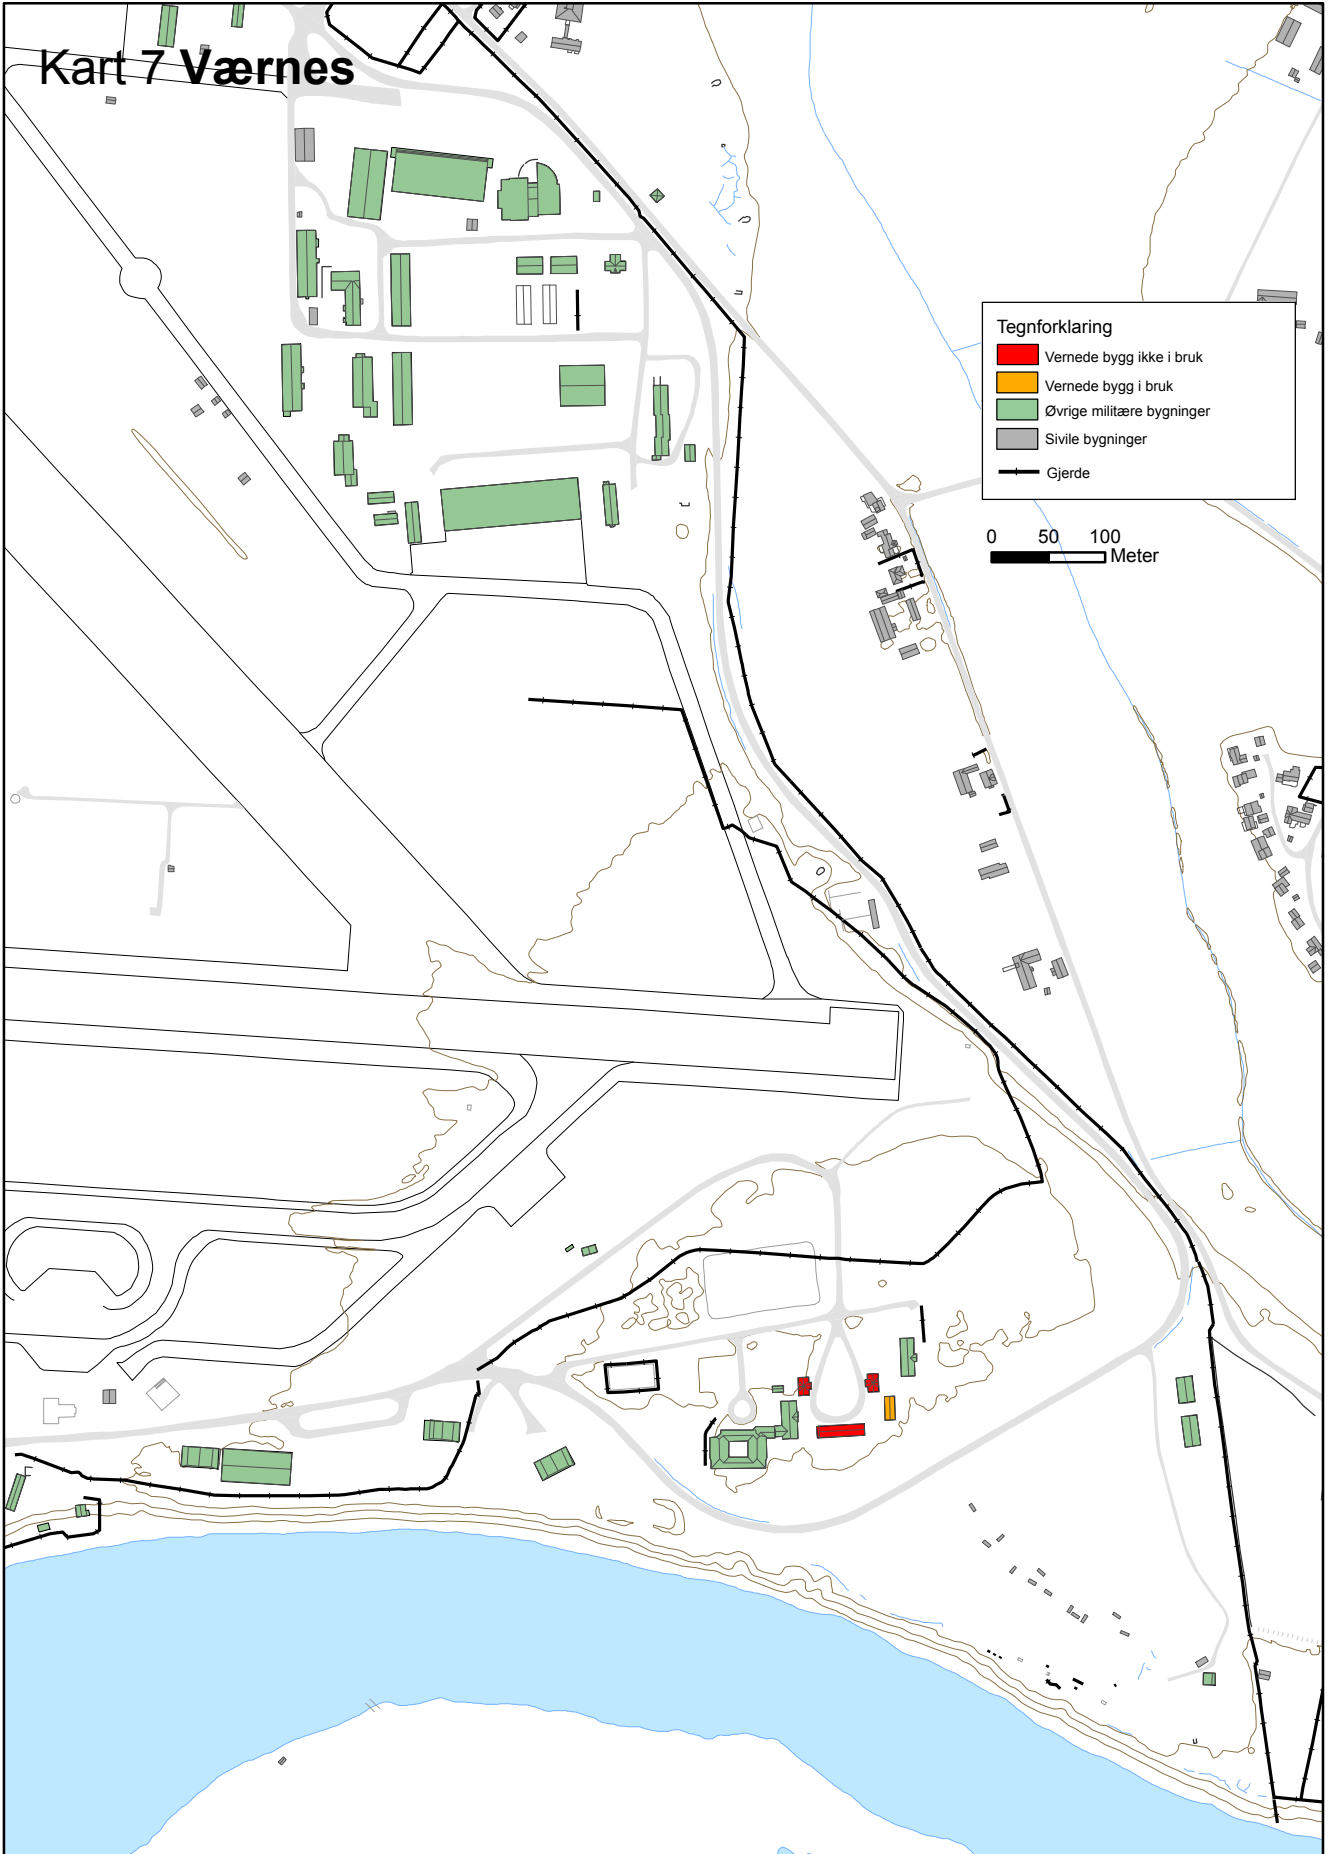 Kart 7 Værnes
Tegnforklaring
Vernede bygg ikke i bruk
Vernede bygg i bruk
Øvrige militære bygninger
Sivile bygninger
Gjerde
0 50 100
Meter